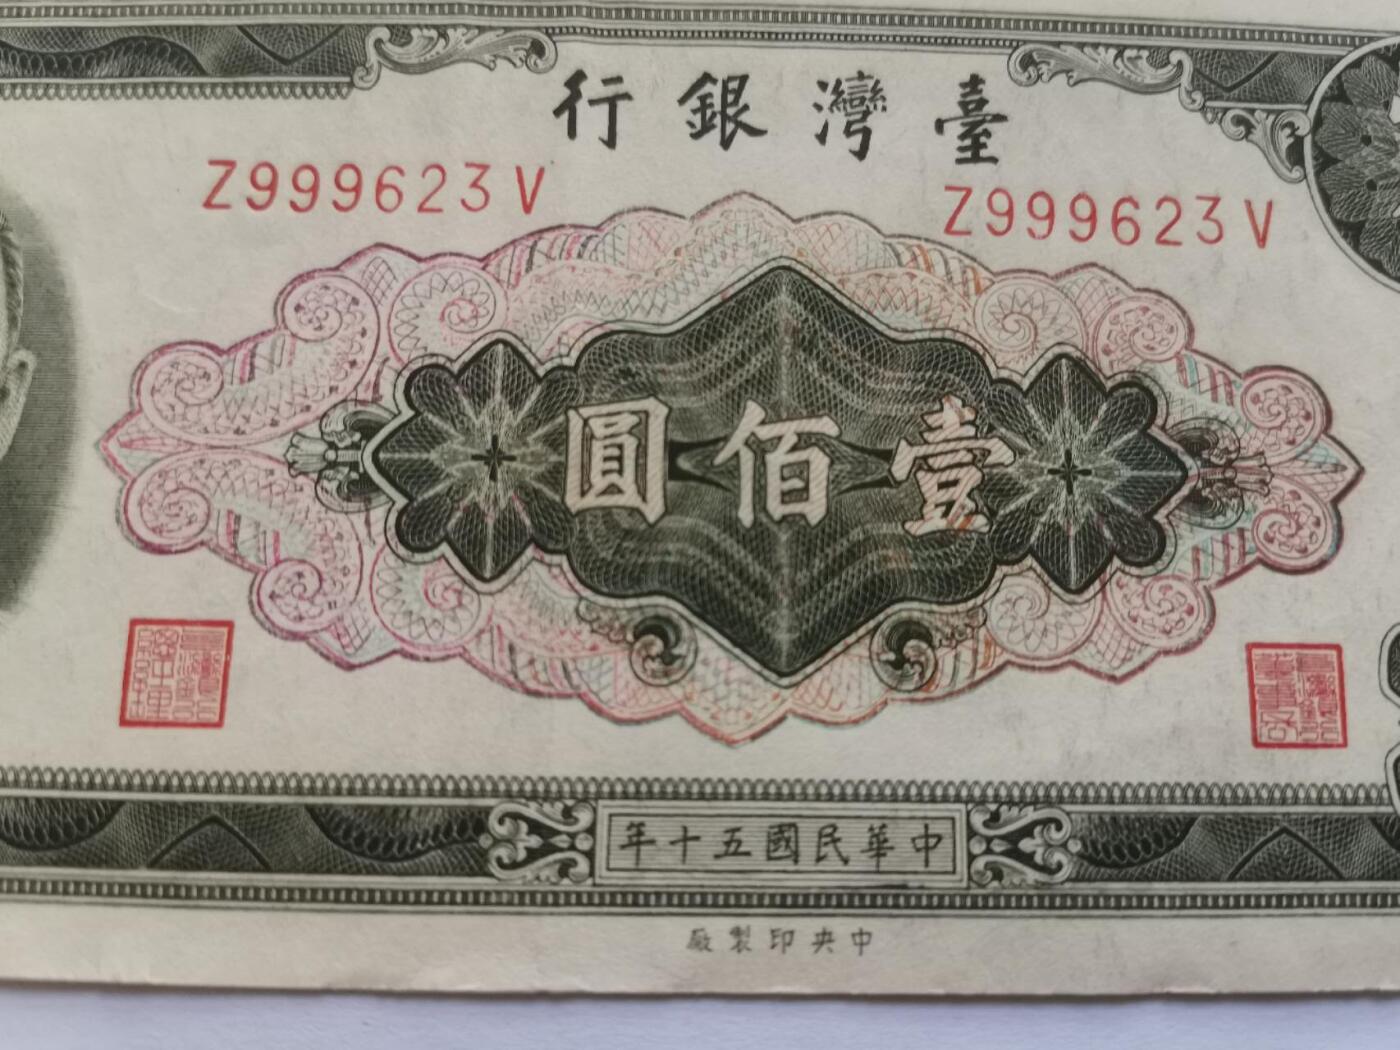 臺灣銀行
Z999623V
Z999623V
壹佰圓
中華民國五十年
中央印製廠